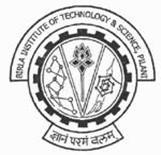 BIRLA INSTITUTE OF TECHNOLOGY & SCIENCE, PILANI
ज्ञानं परमं बलम्